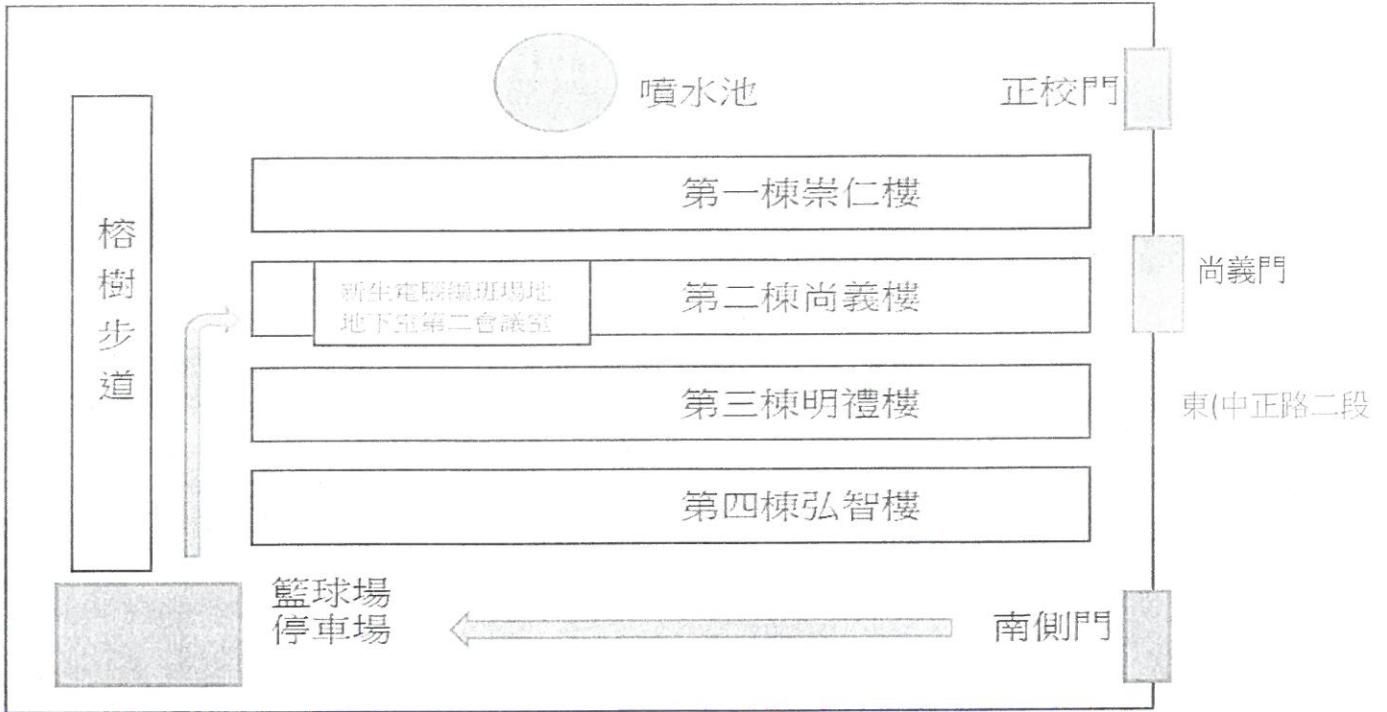 噴水池
正校門
榕樹步道
第一棟崇仁樓
新生電腦編班場地
地下室第二會議室
第二棟尚義樓
尚義門
第三棟明禮樓
東(中正路二段
第四棟弘智樓
籃球場
停車場
南側門